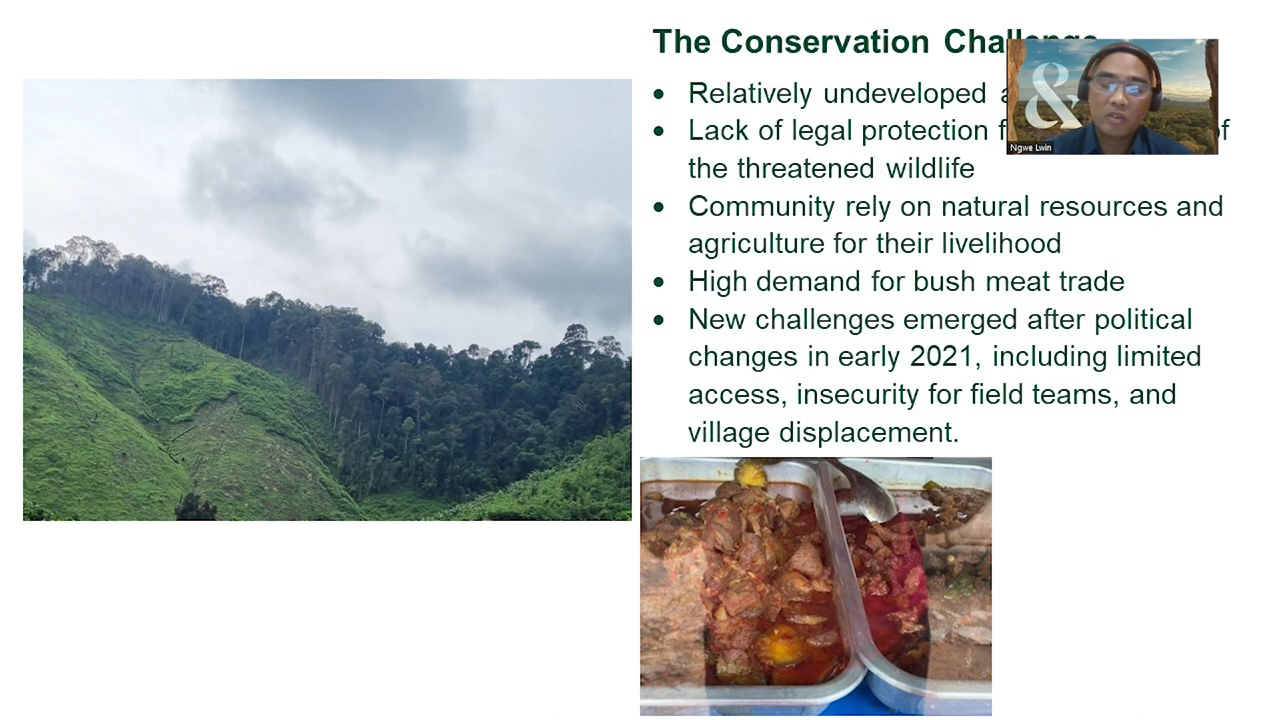 The Conservation Challenge
• Relatively undeveloped
• Lack of legal protection of
the threatened wildlife
• Community rely on natural resources and
agriculture for their livelihood
• High demand for bush meat trade
• New challenges emerged after political
changes in early 2021, including limited
access, insecurity for field teams, and
village displacement.
&
Ngwe Lwin